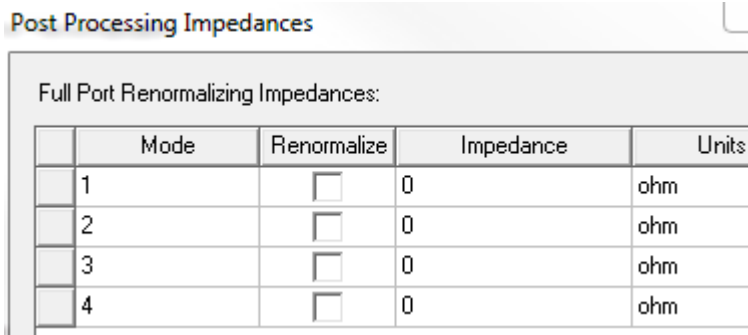 Post Processing Impedances
Full Port Renormalizing Impedances:
Mode Renormalize Impedance Units
1 0 ohm
2 0 ohm
3 0 ohm
4 0 ohm